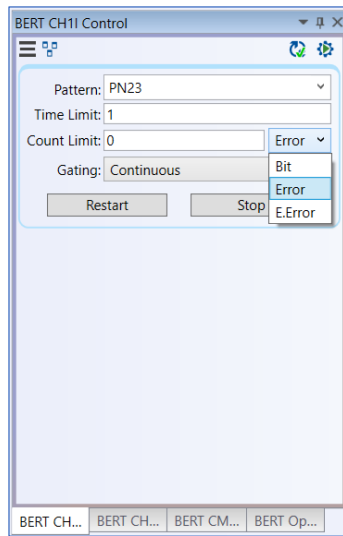 BERT CH1I Control
Pattern: PN23
Time Limit: 1
Count Limit: 0 Error
Gating: Continuous
Bit
Error
E.Error
Restart Stop
BERT CH... BERT CH... BERT CM... BERT Op...